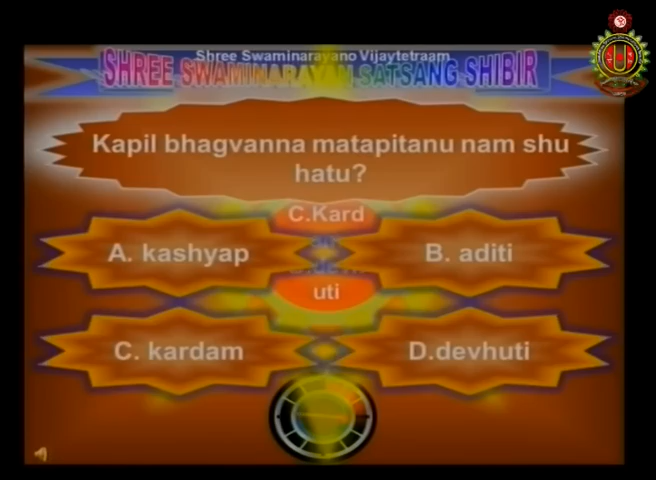 Shree Swaminarayano Vijaytetraam
SHREE SWAMINARAYAN SATSANG SHIBIR
Kapil bhagvanna matapitanu nam shu
hatu?
C.Kard
A. kashyap
B. aditi
uti
C. kardam
D.devhuti